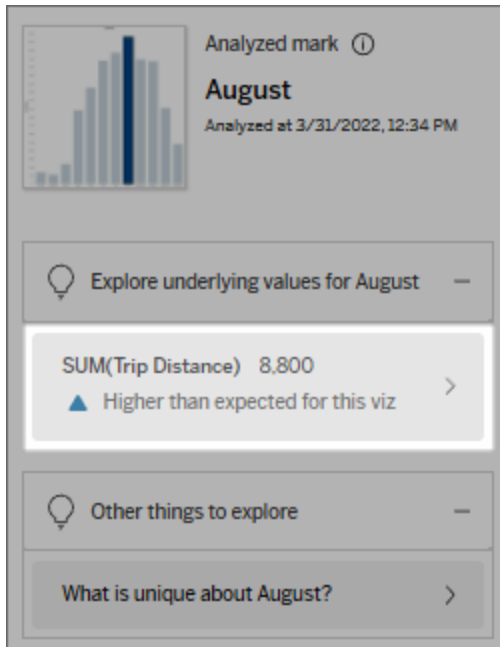 Analyzed mark
August
Analyzed at 3/31/2022, 12:34 PM
Explore underlying values for August
SUM(Trip Distance) 8,800
Higher than expected for this viz
Other things to explore
What is unique about August?